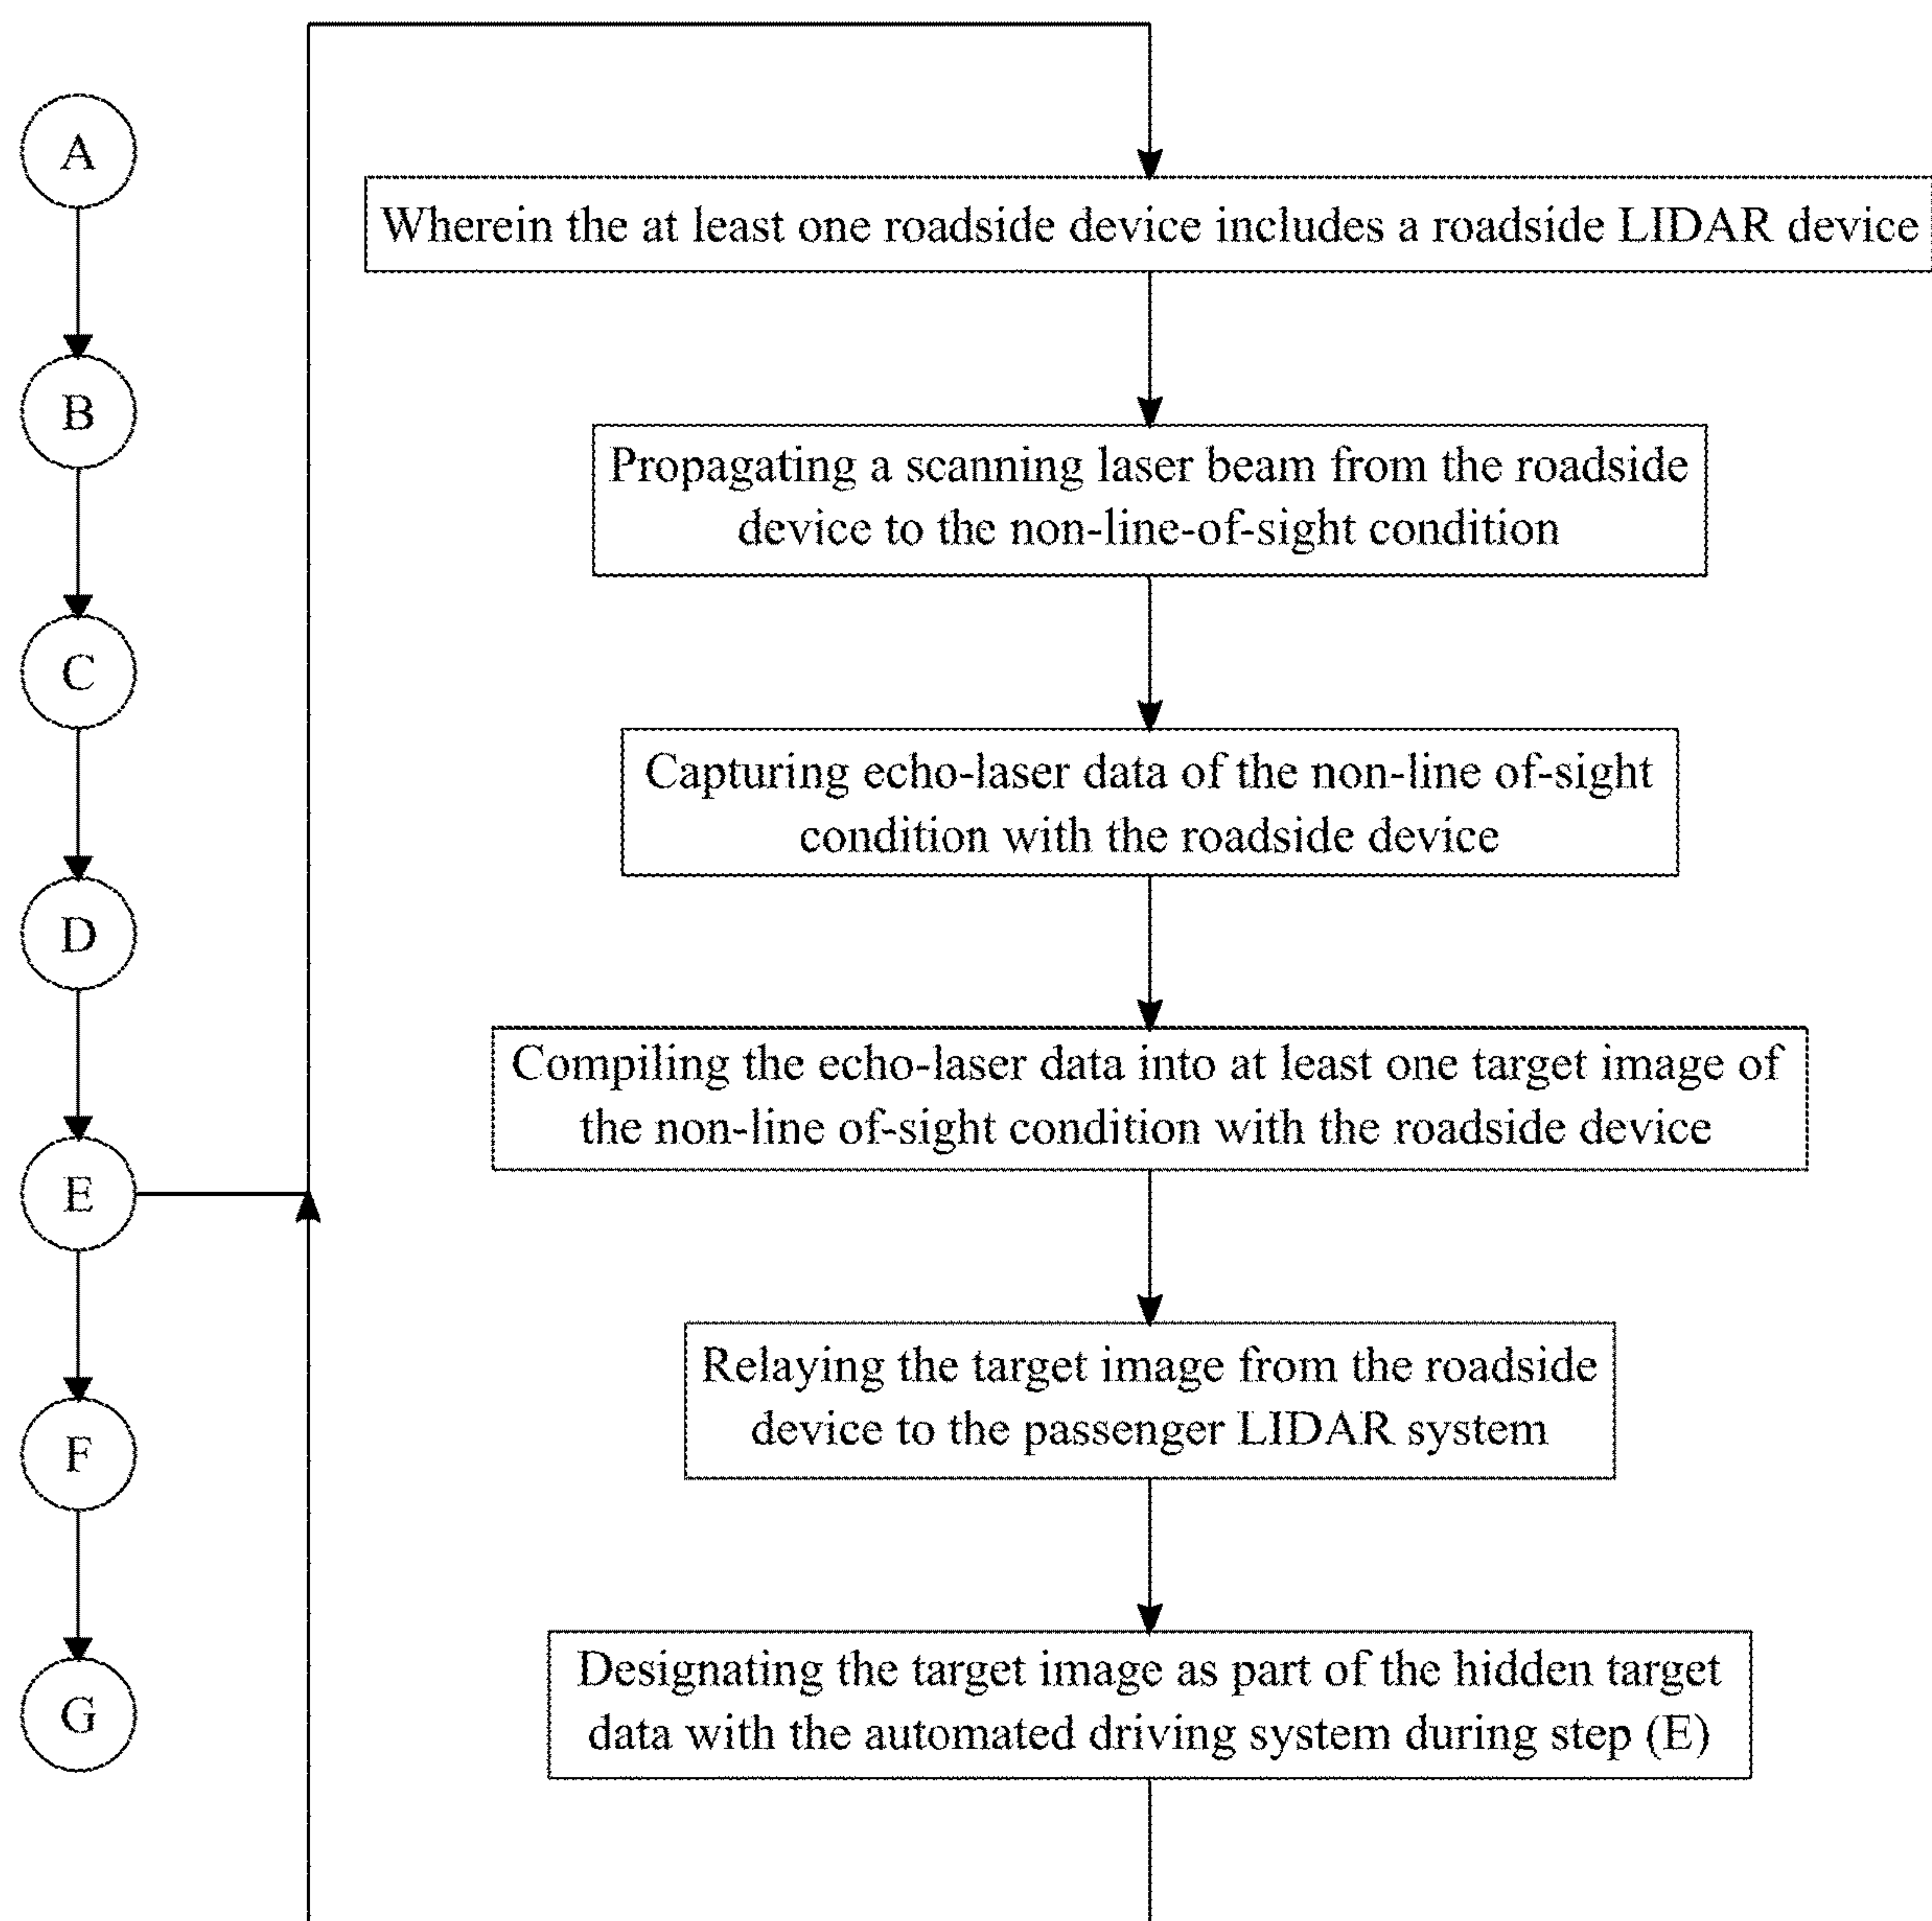 A
B
C
D
E
F
G
Wherein the at least one roadside device includes a roadside LIDAR device
Propagating a scanning laser beam from the roadside
device to the non-line-of-sight condition
Capturing echo-laser data of the non-line of-sight
condition with the roadside device
Compiling the echo-laser data into at least one target image of
the non-line of-sight condition with the roadside device
Relaying the target image from the roadside
device to the passenger LIDAR system
Designating the target image as part of the hidden target
data with the automated driving system during step (E)